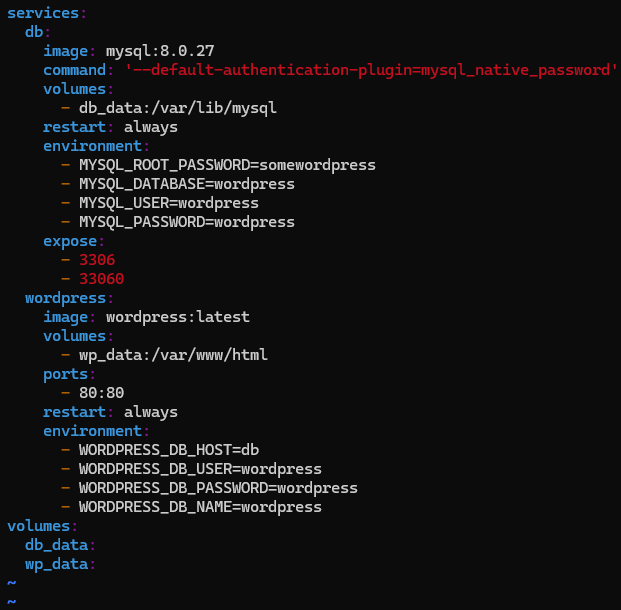 services:
  db:
    image: mysql:8.0.27
    command: '--default-authentication-plugin=mysql_native_password'
    volumes:
      - db_data:/var/lib/mysql
    restart: always
    environment:
      - MYSQL_ROOT_PASSWORD=somewordpress
      - MYSQL_DATABASE=wordpress
      - MYSQL_USER=wordpress
      - MYSQL_PASSWORD=wordpress
    expose:
      - 3306
      - 33060
  wordpress:
    image: wordpress:latest
    volumes:
      - wp_data:/var/www/html
    ports:
      - 80:80
    restart: always
    environment:
      - WORDPRESS_DB_HOST=db
      - WORDPRESS_DB_USER=wordpress
      - WORDPRESS_DB_PASSWORD=wordpress
      - WORDPRESS_DB_NAME=wordpress
volumes:
  db_data:
  wp_data:
~
~